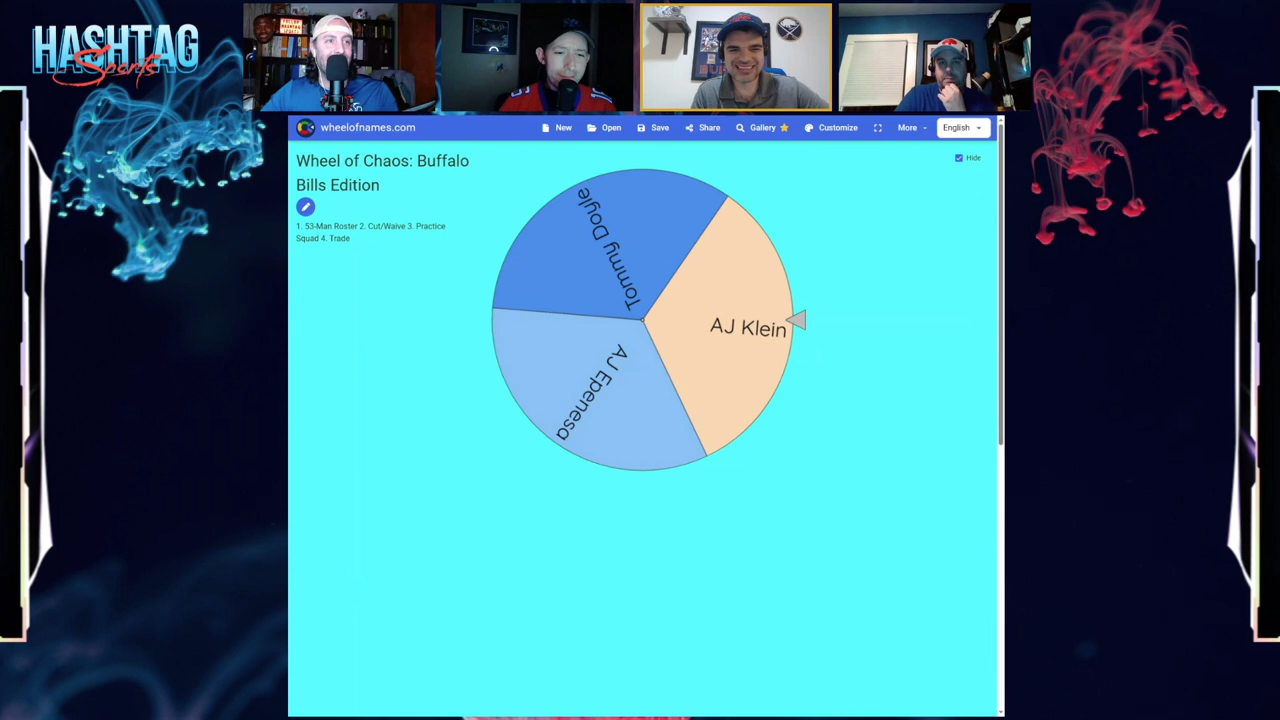 HASHTAG
Sports
wheelofnames.com
New
Open
Save
Share
Gallery
Customize
More
English
Wheel of Chaos: Buffalo
Bills Edition
1. 53-Man Roster 2. Cut/Waive 3. Practice
Squad 4. Trade
Hide
Tommy Doyle
AJ Klein
AJ Epenesa